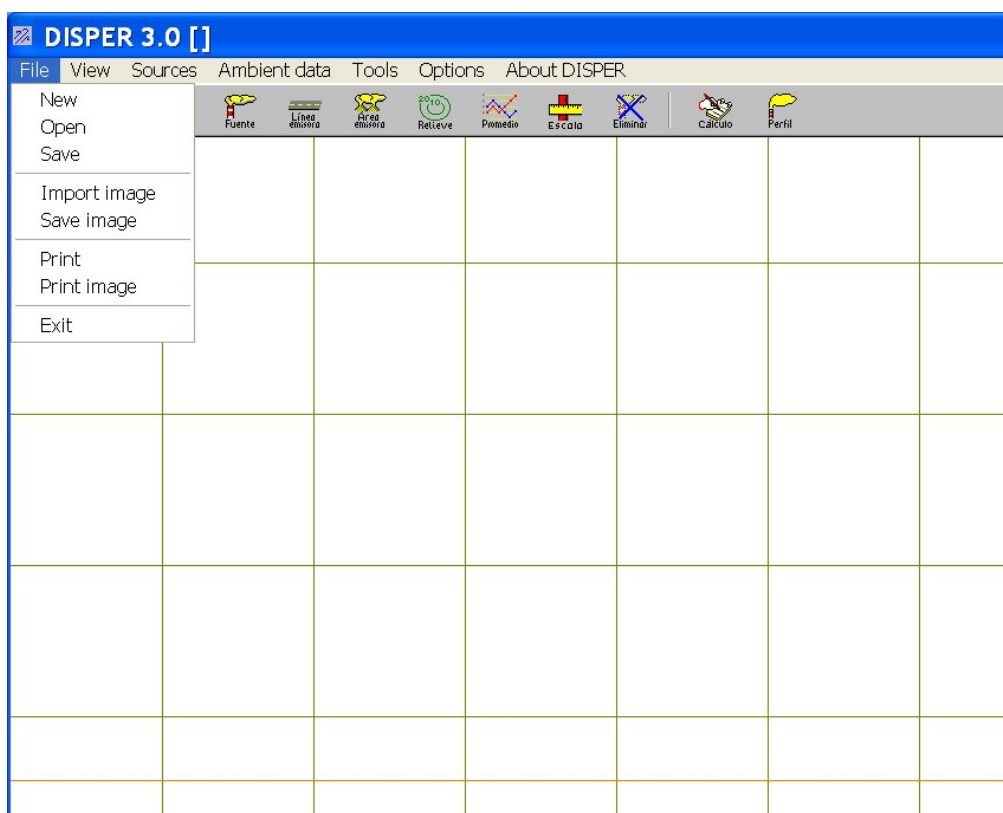 DISPER 3.0 []
File View Sources Ambient data Tools Options About DISPER
New
Open
Save
Import image
Save image
Print
Print image
Exit
Fuente
Línea emisora
Área emisora
2010 Relieve
Promedio
Escala
Eliminar
Cálculo
Perfil